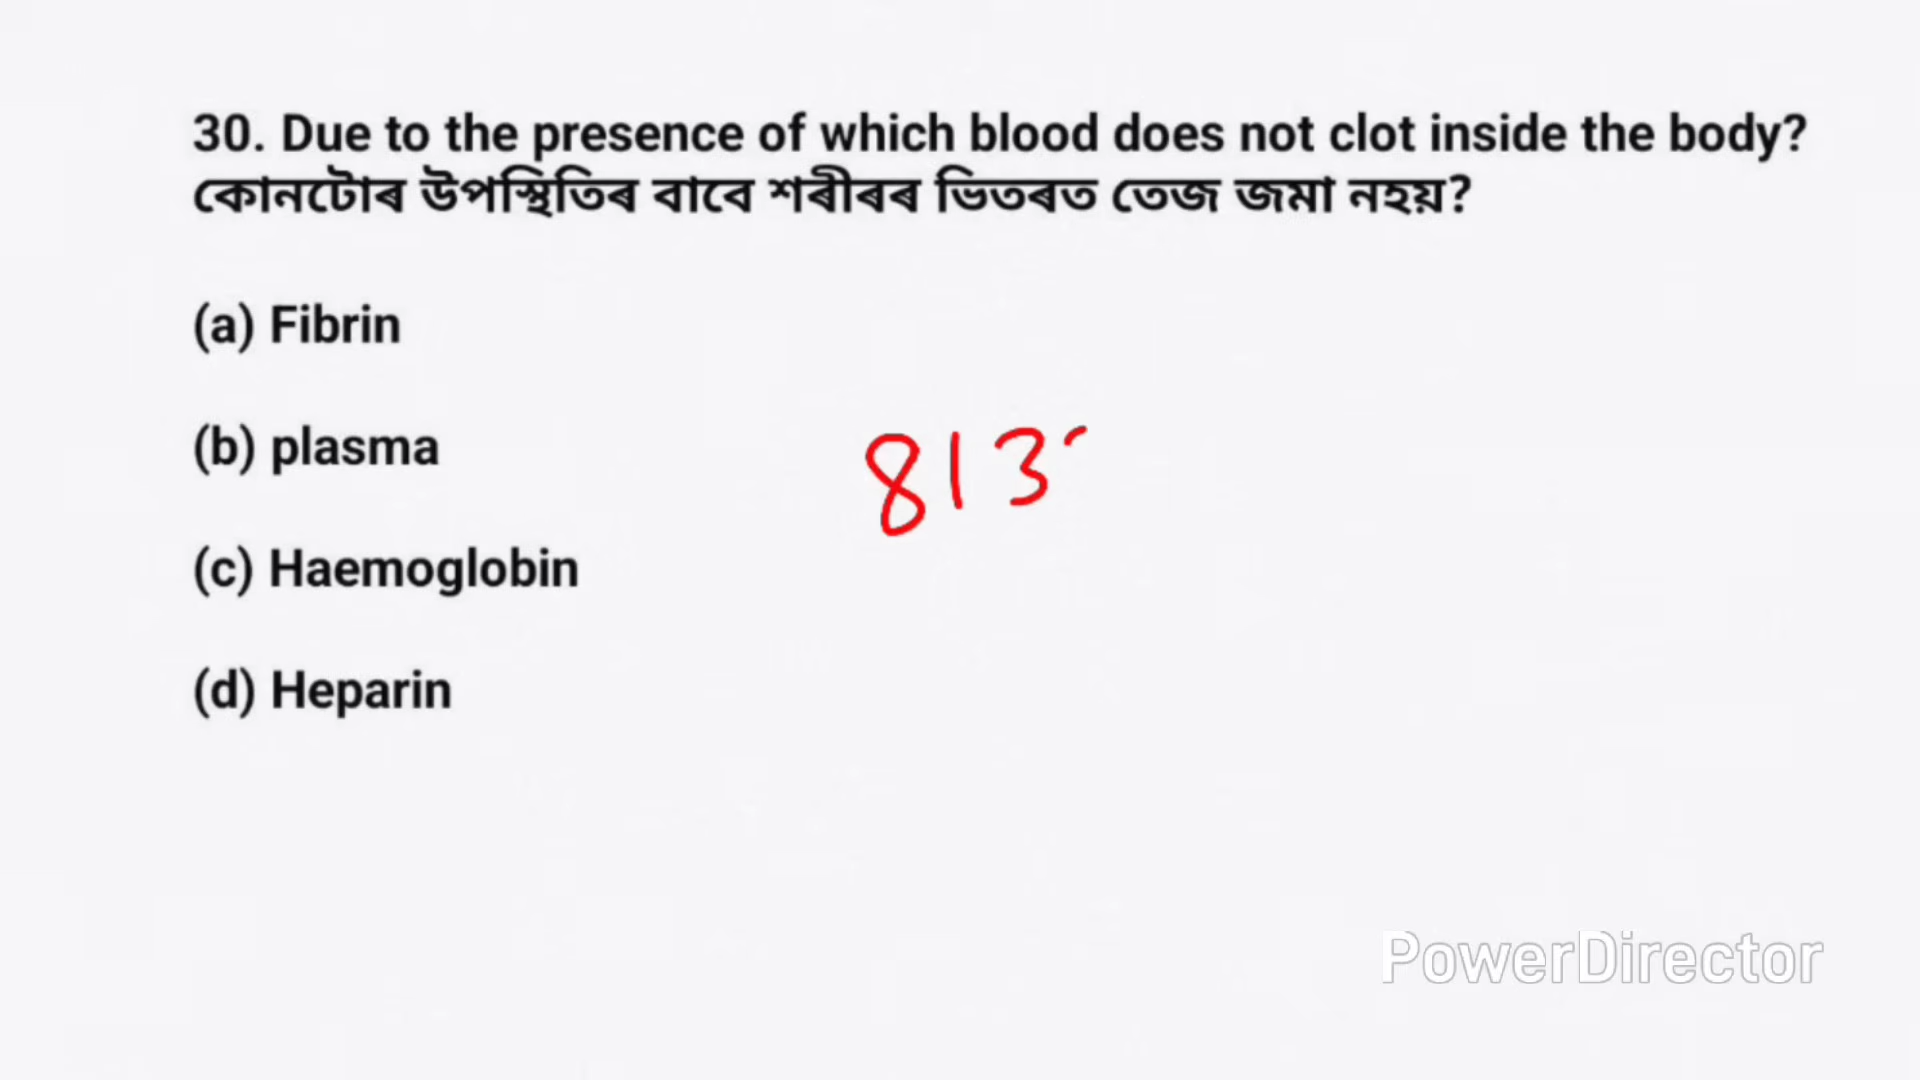 30. Due to the presence of which blood does not clot inside the body?
কোনটোৰ উপস্থিতিৰ বাবে শৰীৰৰ ভিতৰত তেজ জমা নহয়?
(a) Fibrin
(b) plasma
813
(c) Haemoglobin
(d) Heparin
PowerDirector